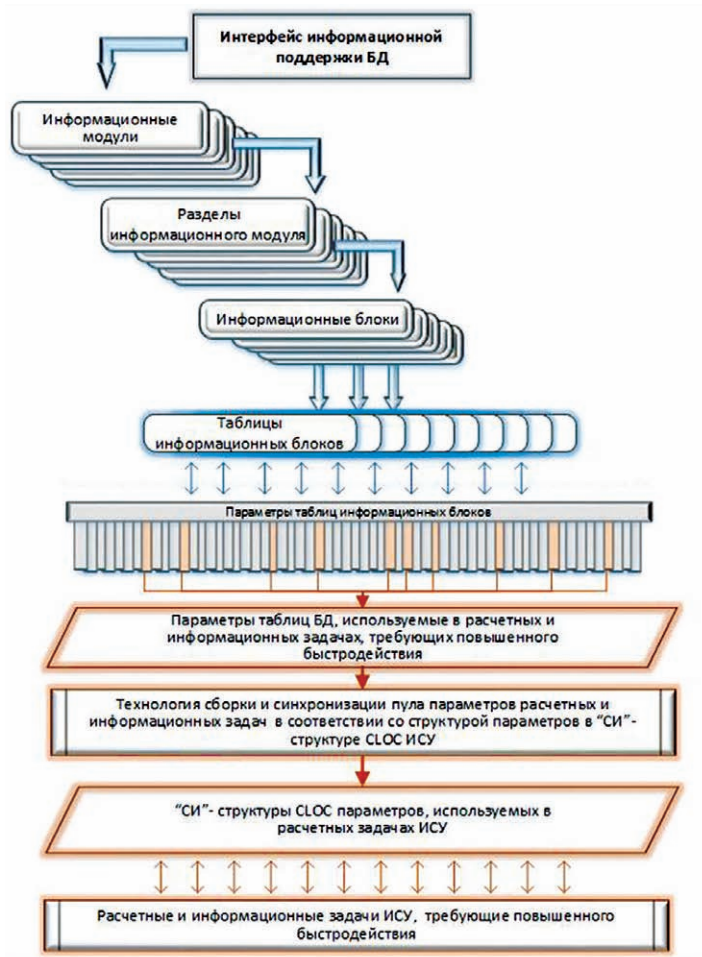 Интерфейс информационной
поддержки БД
Информационные
модули
Разделы
информационного модуля
Информационные блоки
Таблицы
информационных блоков
Параметры таблиц информационных блоков
Параметры таблиц БД, используемые в расчетных и
информационных задачах, требующих повышенного
быстродействия
Технология сборки и синхронизации пула параметров расчетных и
информационных задач в соответствии со структурой параметров в “СИ”-
структуре CLOC ИСУ
“СИ”- структуры CLOC параметров, используемых в
расчетных задачах ИСУ
Расчетные и информационные задачи ИСУ, требующие повышенного
быстродействия